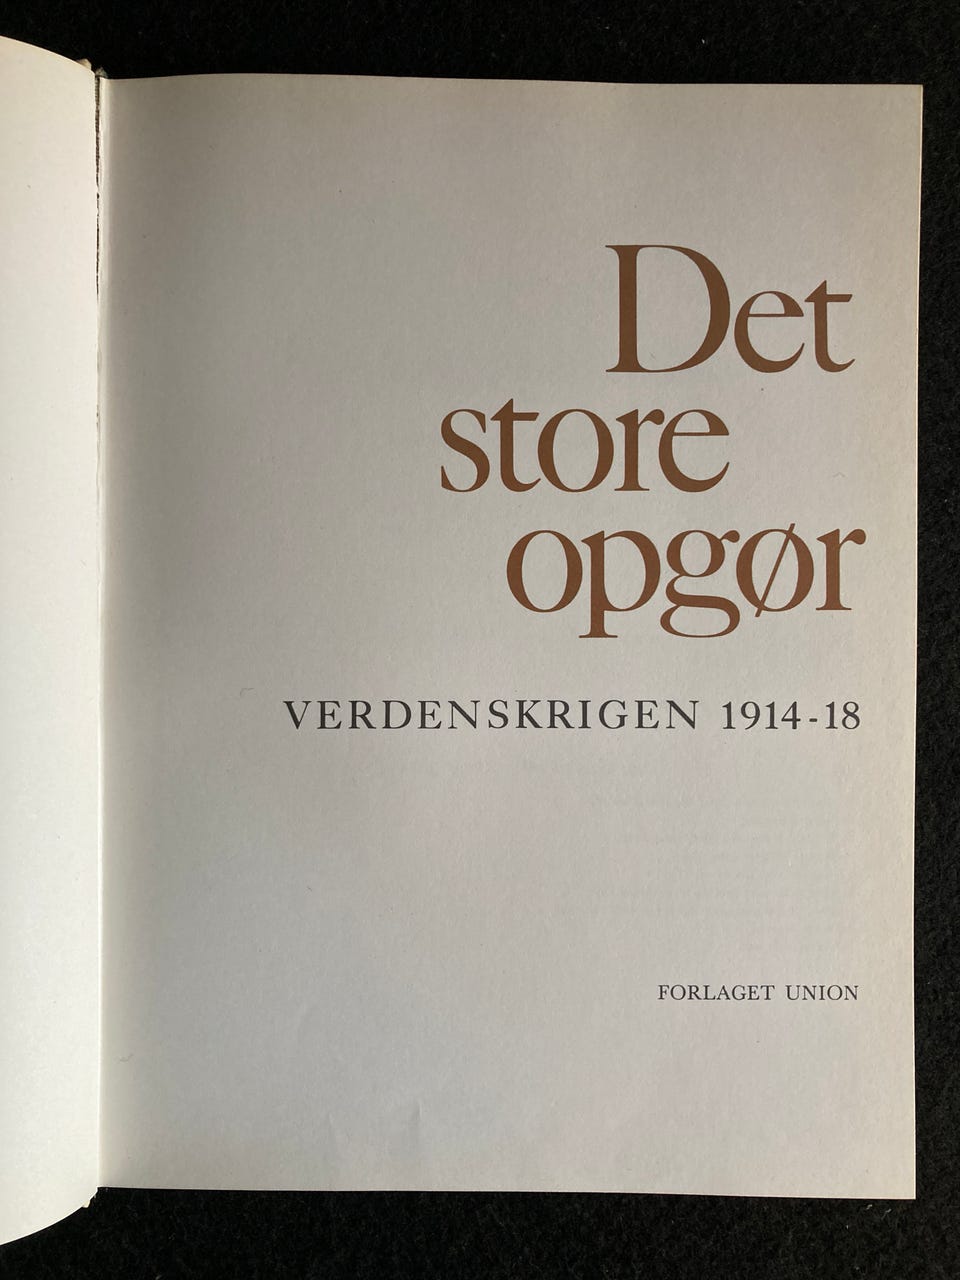 Det
store
opgør
VERDENSKRIGEN 1914-18
FORLAGET UNION